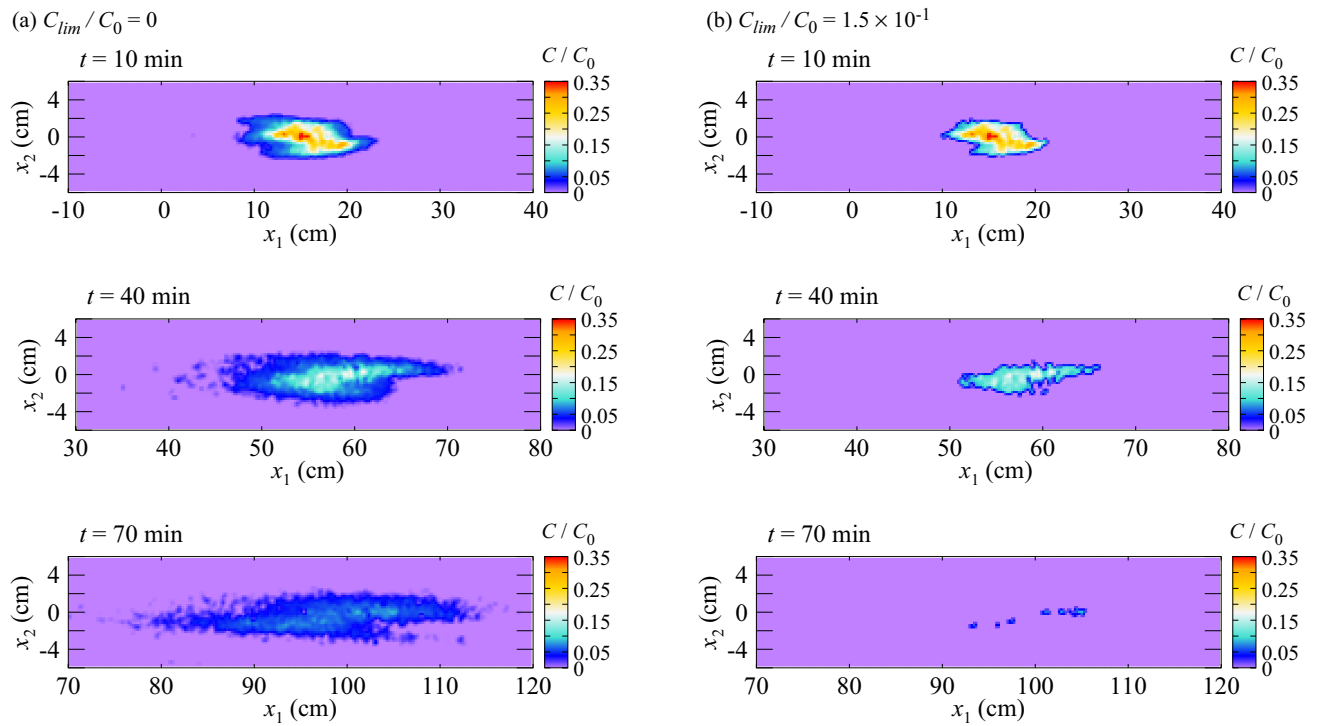 (a) C_lim / C_0 = 0
t = 10 min
C / C_0
0.35
0.25
0.15
0.05
0
x_2 (cm)
4
0
-4
-10 0 10 20 30 40
x_1 (cm)
t = 40 min
C / C_0
0.35
0.25
0.15
0.05
0
x_2 (cm)
4
0
-4
30 40 50 60 70 80
x_1 (cm)
t = 70 min
C / C_0
0.35
0.25
0.15
0.05
0
x_2 (cm)
4
0
-4
70 80 90 100 110 120
x_1 (cm)
(b) C_lim / C_0 = 1.5 × 10^-1
t = 10 min
C / C_0
0.35
0.25
0.15
0.05
0
x_2 (cm)
4
0
-4
-10 0 10 20 30 40
x_1 (cm)
t = 40 min
C / C_0
0.35
0.25
0.15
0.05
0
x_2 (cm)
4
0
-4
30 40 50 60 70 80
x_1 (cm)
t = 70 min
C / C_0
0.35
0.25
0.15
0.05
0
x_2 (cm)
4
0
-4
70 80 90 100 110 120
x_1 (cm)